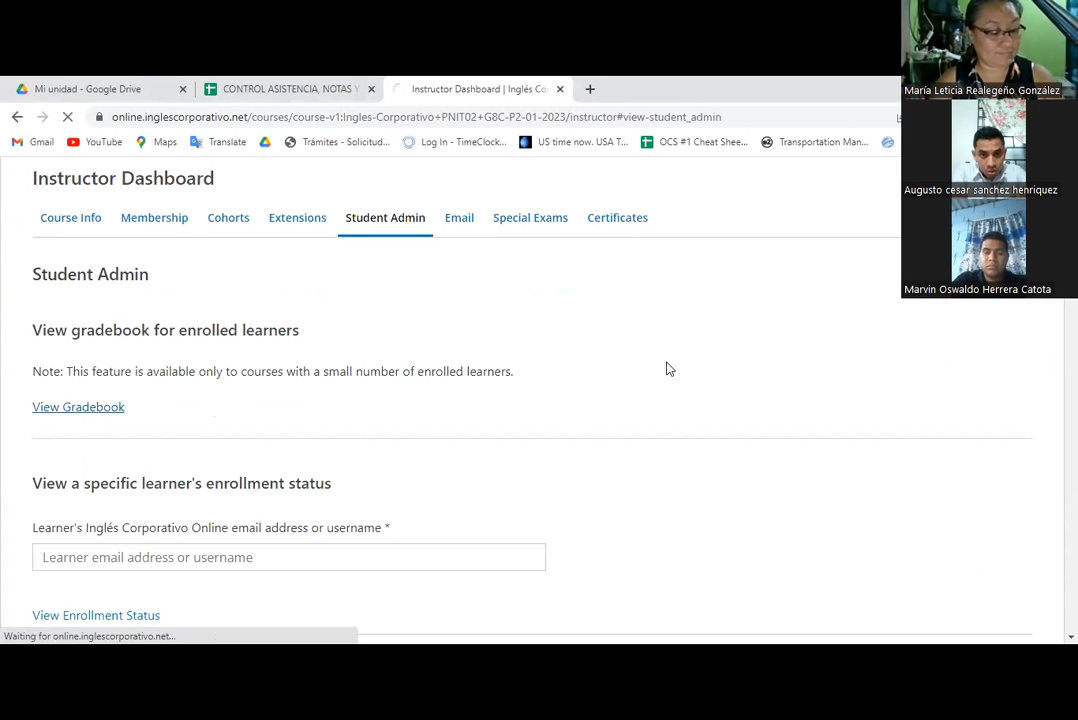 Mi unidad - Google Drive
CONTROL ASISTENCIA, NOTAS Y
Instructor Dashboard | Inglés Co
online.inglescorporativo.net/courses/course-v1:Ingles-Corporativo+PNIT02+G8C-P2-01-2023/instructor#view-student_admin
Gmail
YouTube
Maps
Translate
Trámites - Solicitud...
Log In - TimeClock...
US time now. USA T...
OCS #1 Cheat Shee...
Transportation Man...
Instructor Dashboard
Course Info
Membership
Cohorts
Extensions
Student Admin
Email
Special Exams
Certificates
Student Admin
View gradebook for enrolled learners
Note: This feature is available only to courses with a small number of enrolled learners.
View Gradebook
View a specific learner's enrollment status
Learner's Inglés Corporativo Online email address or username *
Learner email address or username
View Enrollment Status
Waiting for online.inglescorporativo.net...
María Leticia Realegeño González
Augusto cesar sanchez henriquez
Marvin Oswaldo Herrera Catota